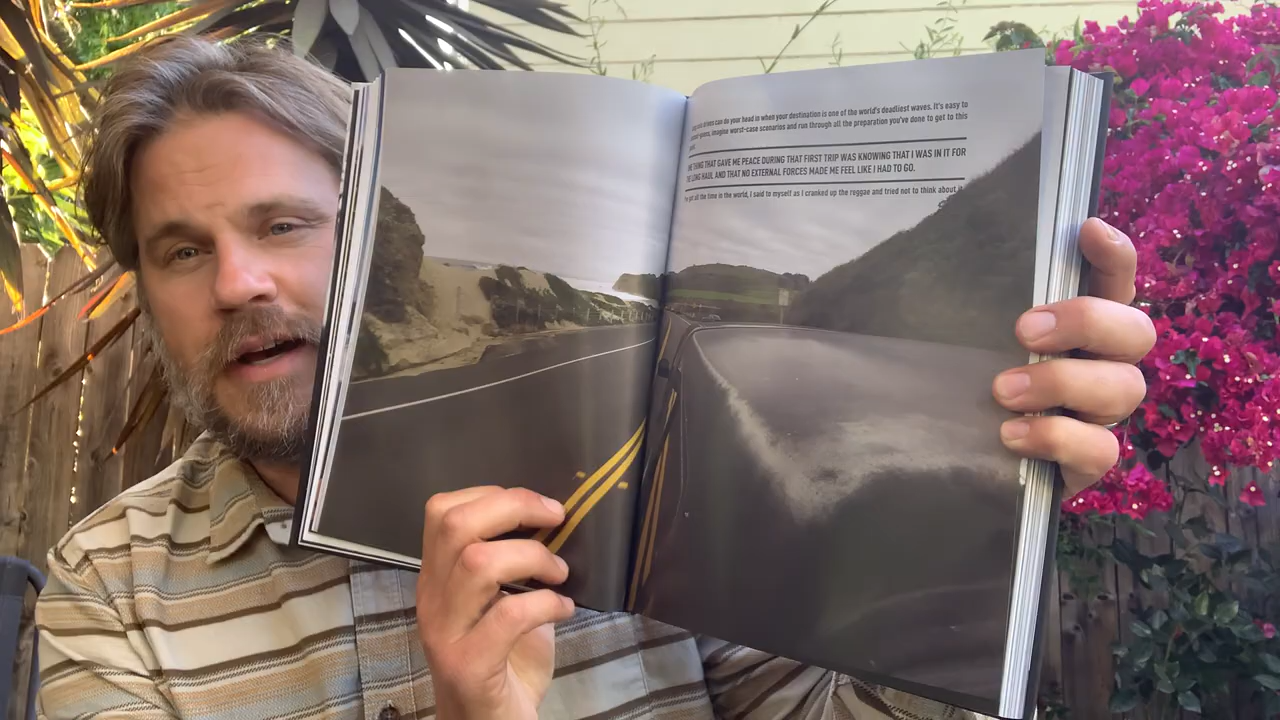 drives can do your head in when your destination is one of the world's deadliest waves. It's easy to
imagine worst-case scenarios and run through all the preparation you've done to get to this
THING THAT GAVE ME PEACE DURING THAT FIRST TRIP WAS KNOWING THAT I WAS IN IT FOR
LONG HAUL AND THAT NO EXTERNAL FORCES MADE ME FEEL LIKE I HAD TO GO.
got all the time in the world, I said to myself as I cranked up the reggae and tried not to think about it